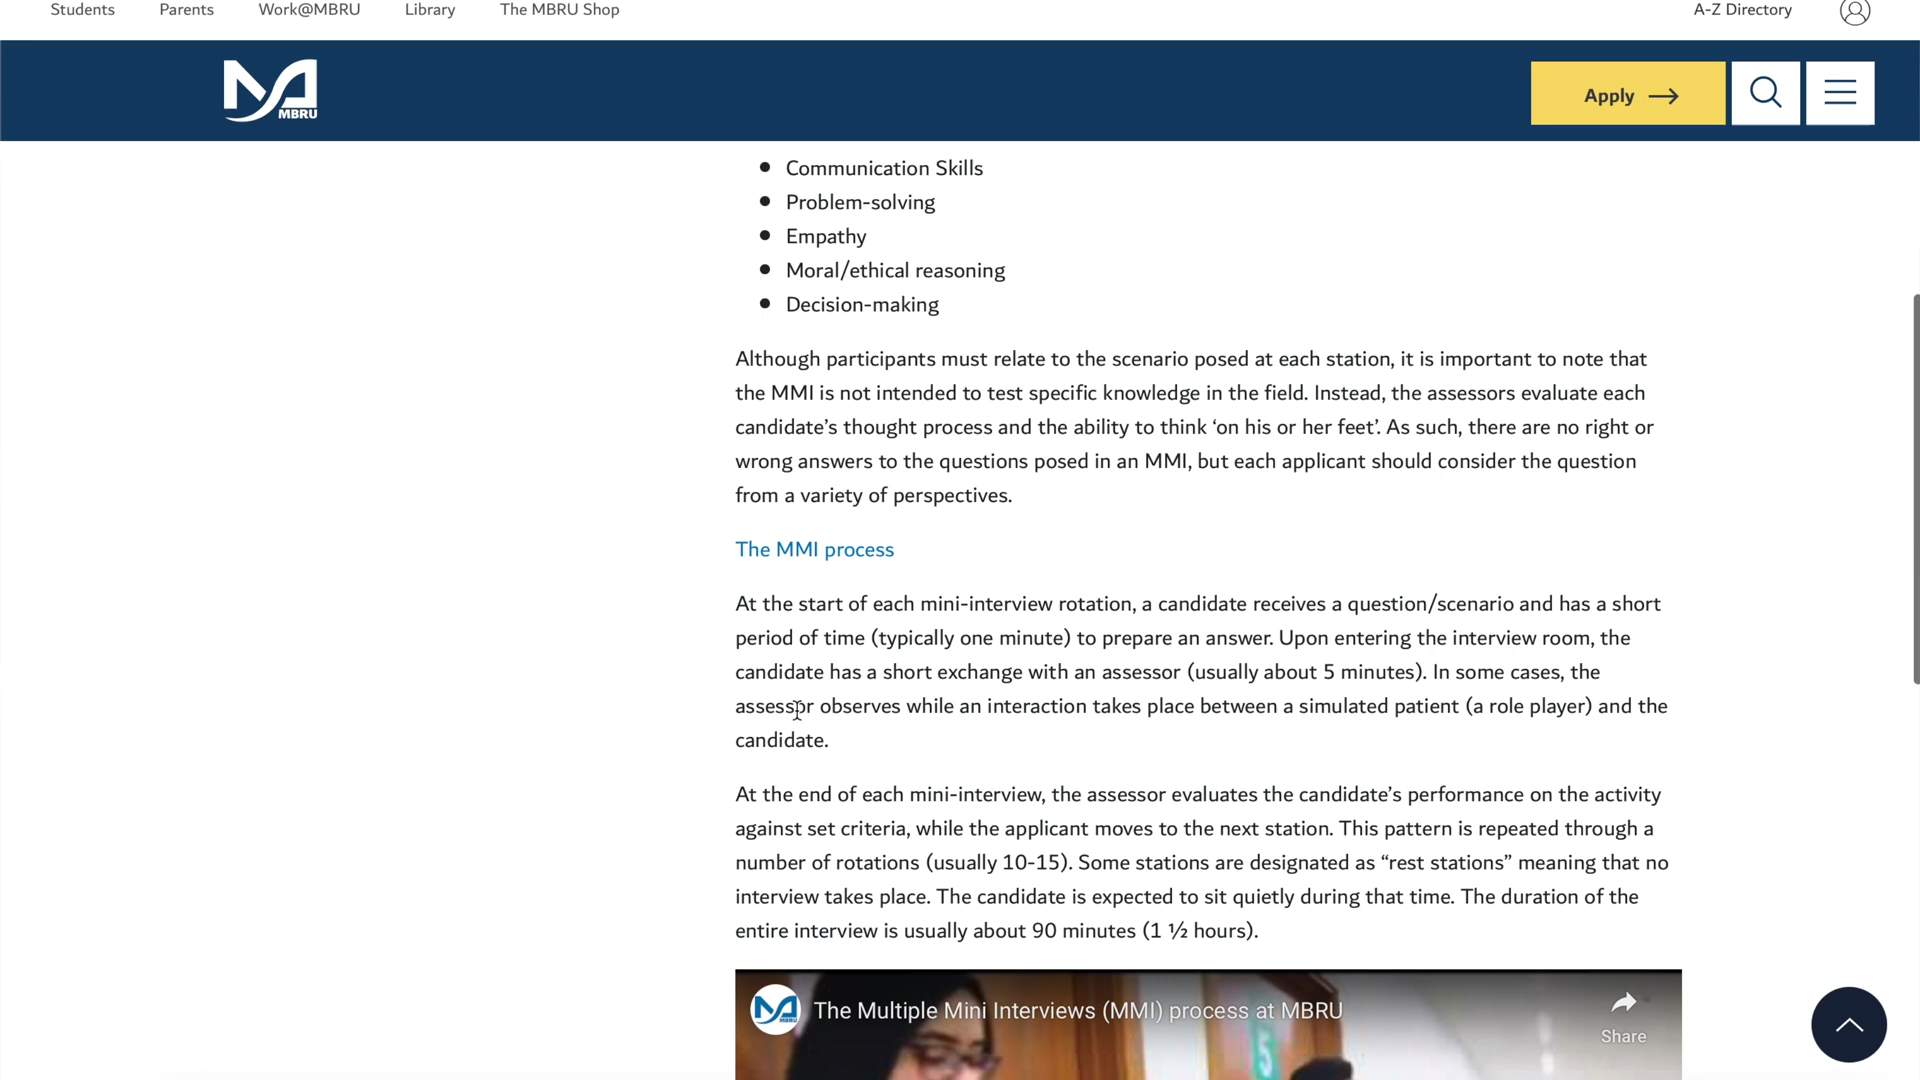 Students Parents Work@MBRU Library The MBRU Shop A-Z Directory
MBRU
Apply
Communication Skills
Problem-solving
Empathy
Moral/ethical reasoning
Decision-making
Although participants must relate to the scenario posed at each station, it is important to note that
the MMI is not intended to test specific knowledge in the field. Instead, the assessors evaluate each
candidate’s thought process and the ability to think ‘on his or her feet’. As such, there are no right or
wrong answers to the questions posed in an MMI, but each applicant should consider the question
from a variety of perspectives.
The MMI process
At the start of each mini-interview rotation, a candidate receives a question/scenario and has a short
period of time (typically one minute) to prepare an answer. Upon entering the interview room, the
candidate has a short exchange with an assessor (usually about 5 minutes). In some cases, the
assessor observes while an interaction takes place between a simulated patient (a role player) and the
candidate.
At the end of each mini-interview, the assessor evaluates the candidate’s performance on the activity
against set criteria, while the applicant moves to the next station. This pattern is repeated through a
number of rotations (usually 10-15). Some stations are designated as “rest stations” meaning that no
interview takes place. The candidate is expected to sit quietly during that time. The duration of the
entire interview is usually about 90 minutes (1 ½ hours).
MBRU
The Multiple Mini Interviews (MMI) process at MBRU
Share
5